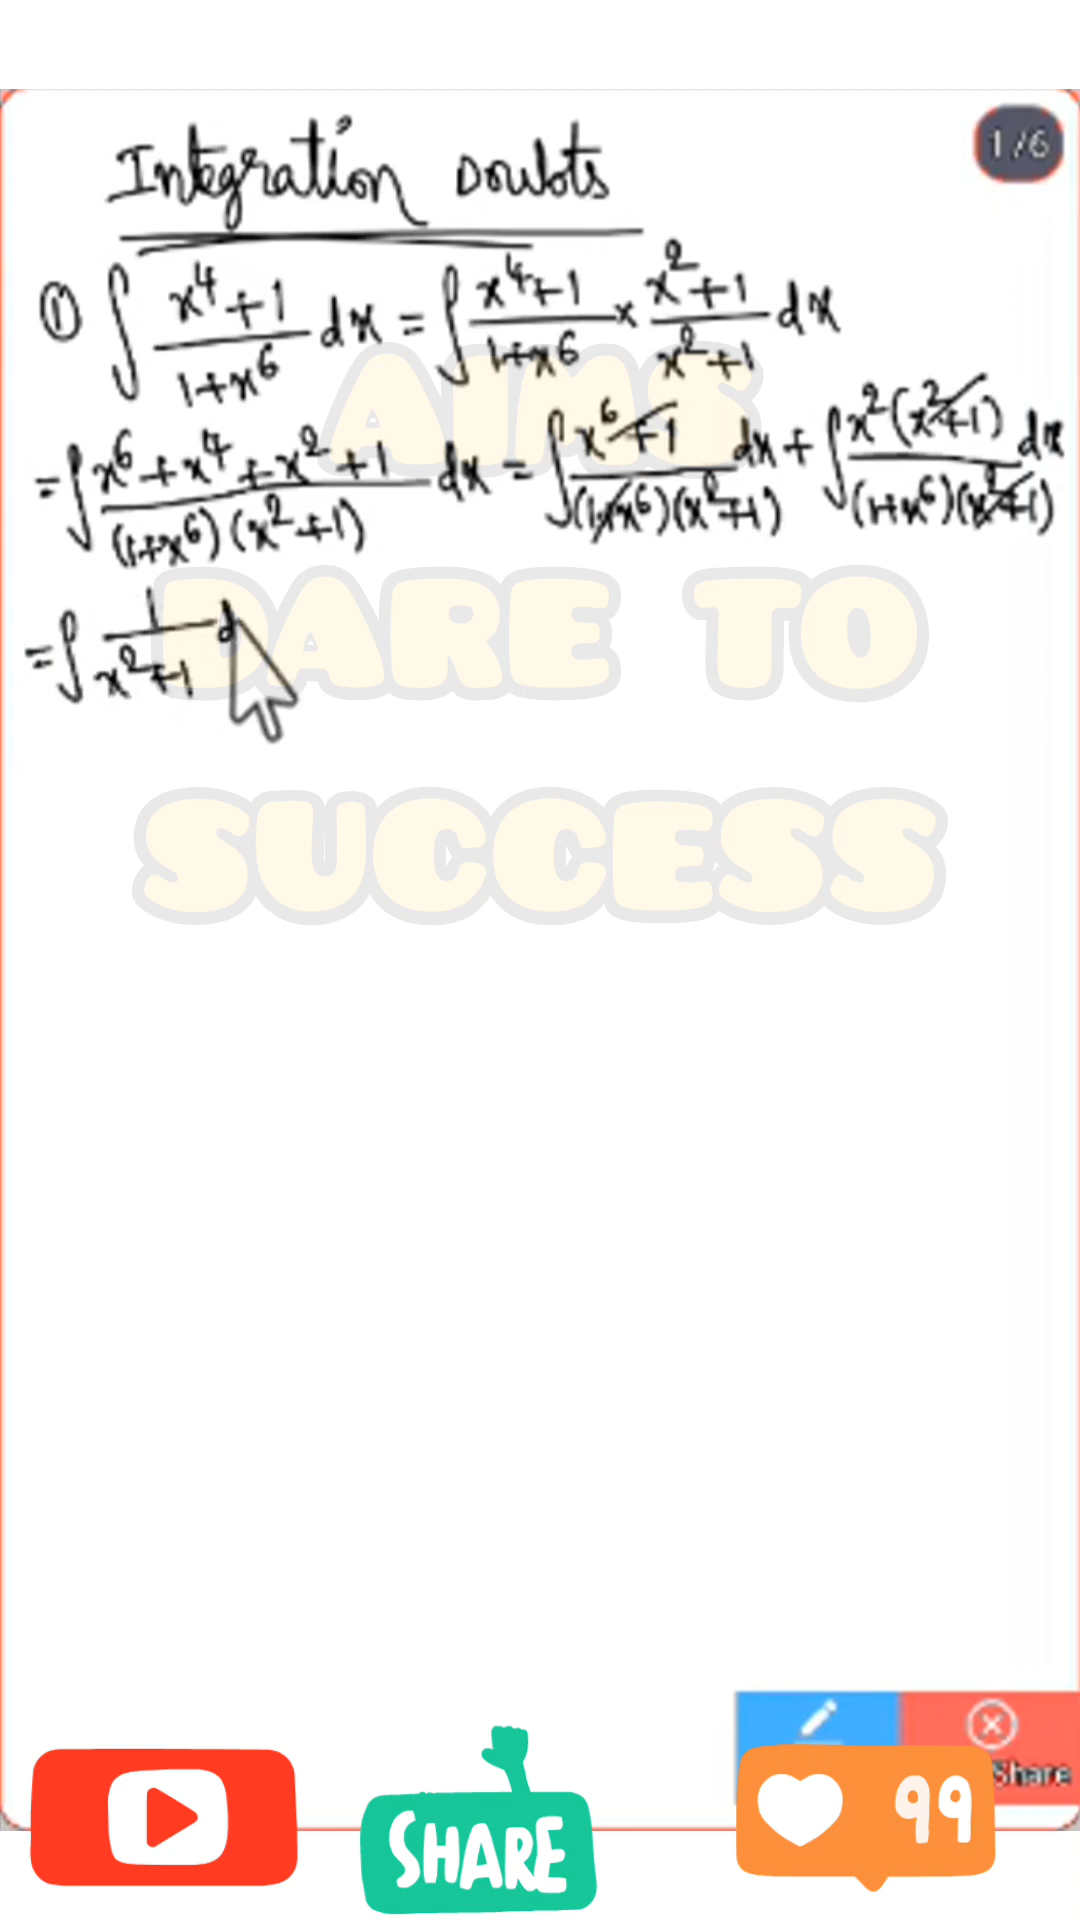 1/6
Integration Doubts
① ∫ x⁴+1 / 1+x⁶ dx = ∫ x⁴+1 / 1+x⁶ × x²+1 / x²+1 dx
= ∫ x⁶+x⁴+x²+1 / (1+x⁶)(x²+1) dx = ∫ x⁶+1 / (1+x⁶)(x²+1) dx + ∫ x²(x²+1) / (1+x⁶)(x²+1) dx
= ∫ 1 / x²+1 d
AIMS
DARE TO
SUCCESS
Share
SHARE
99